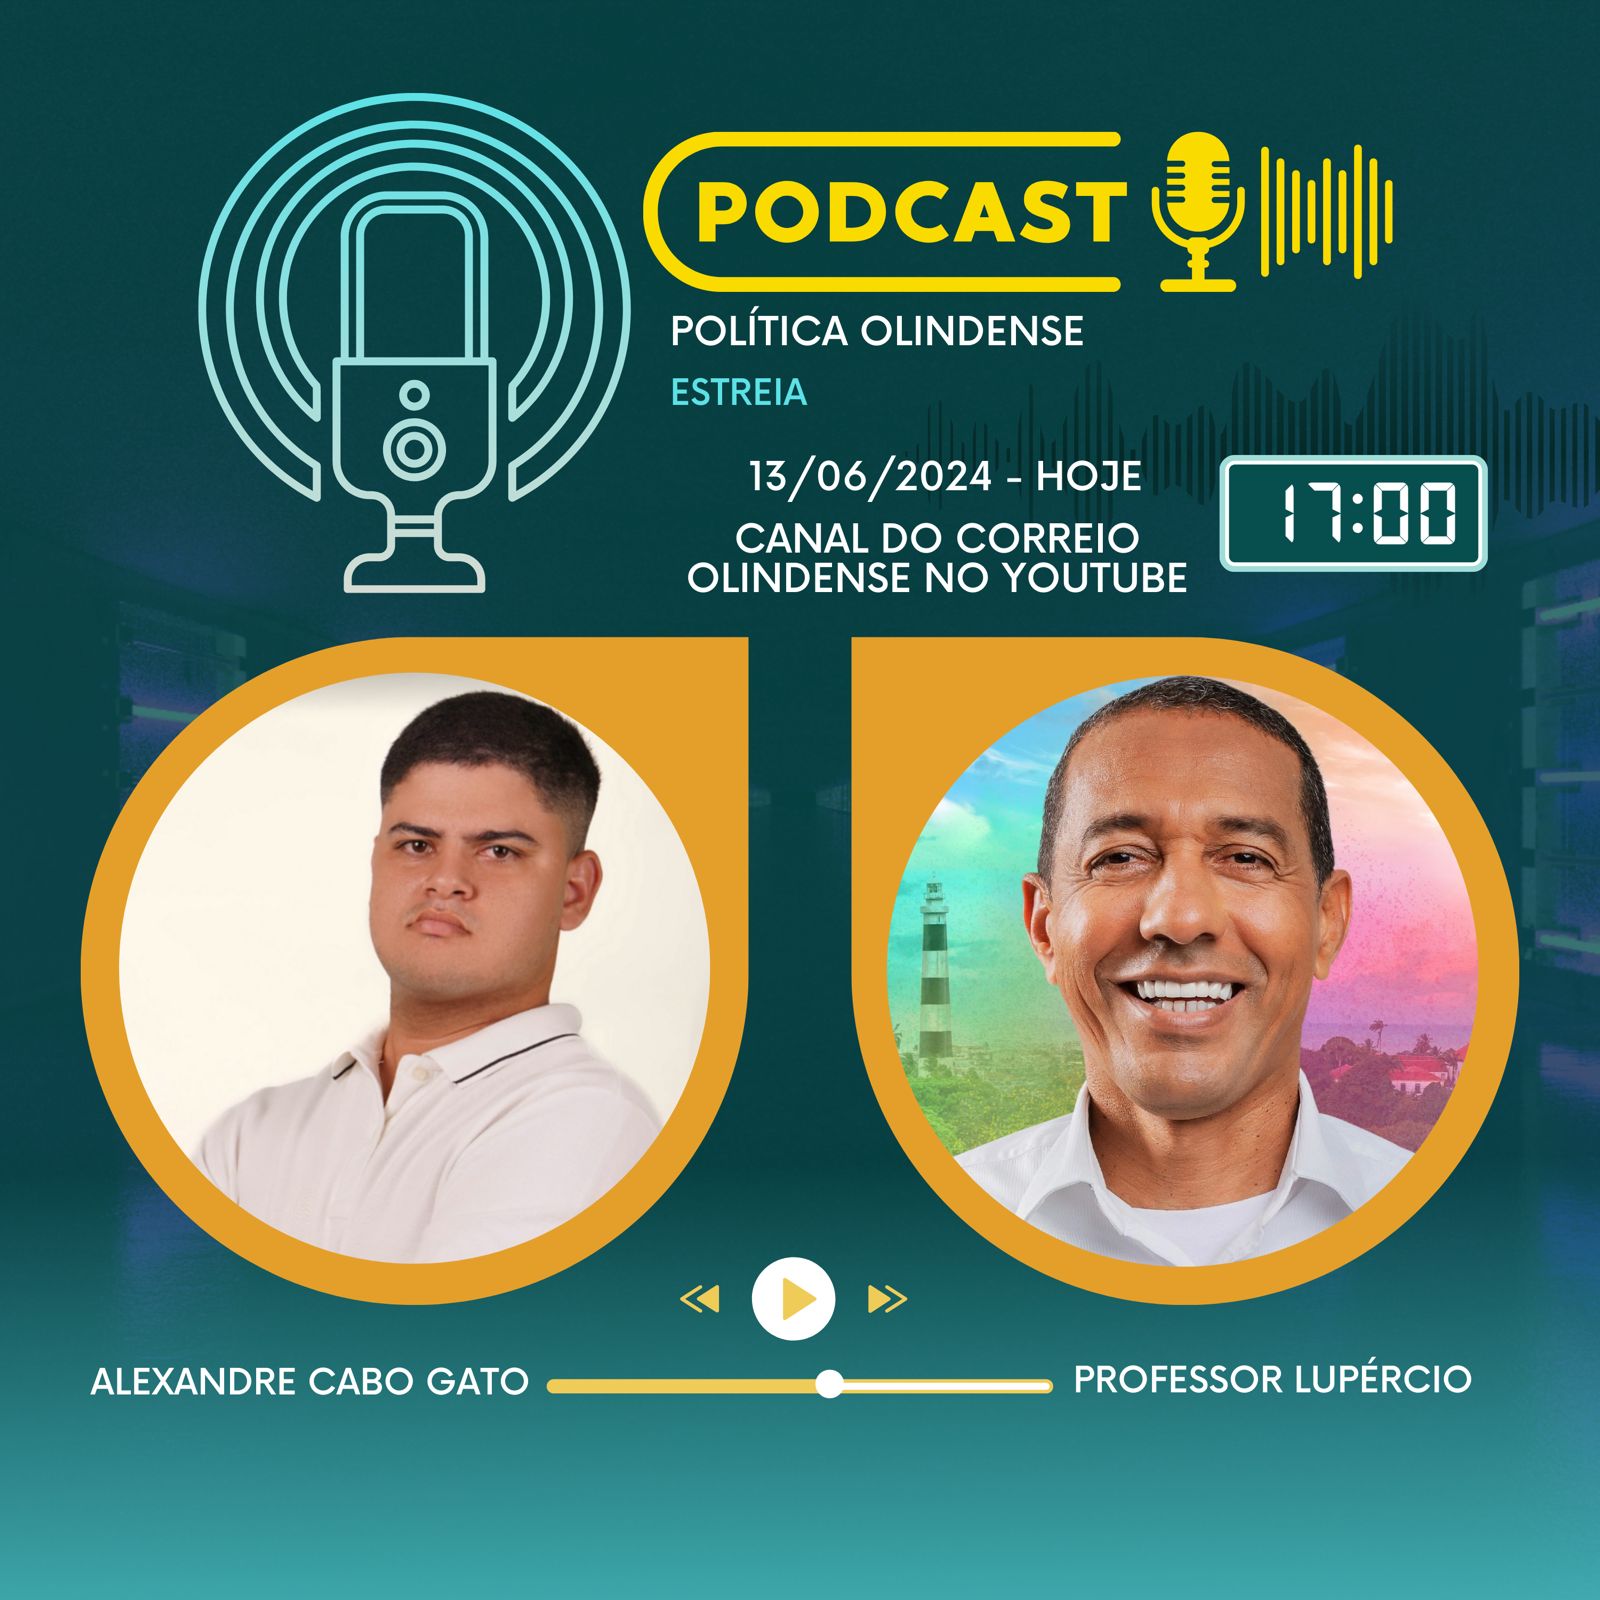 PODCAST
POLÍTICA OLINDENSE
ESTREIA
13/06/2024 - HOJE
17:00
CANAL DO CORREIO
OLINDENSE NO YOUTUBE
ALEXANDRE CABO GATO
PROFESSOR LUPÉRCIO